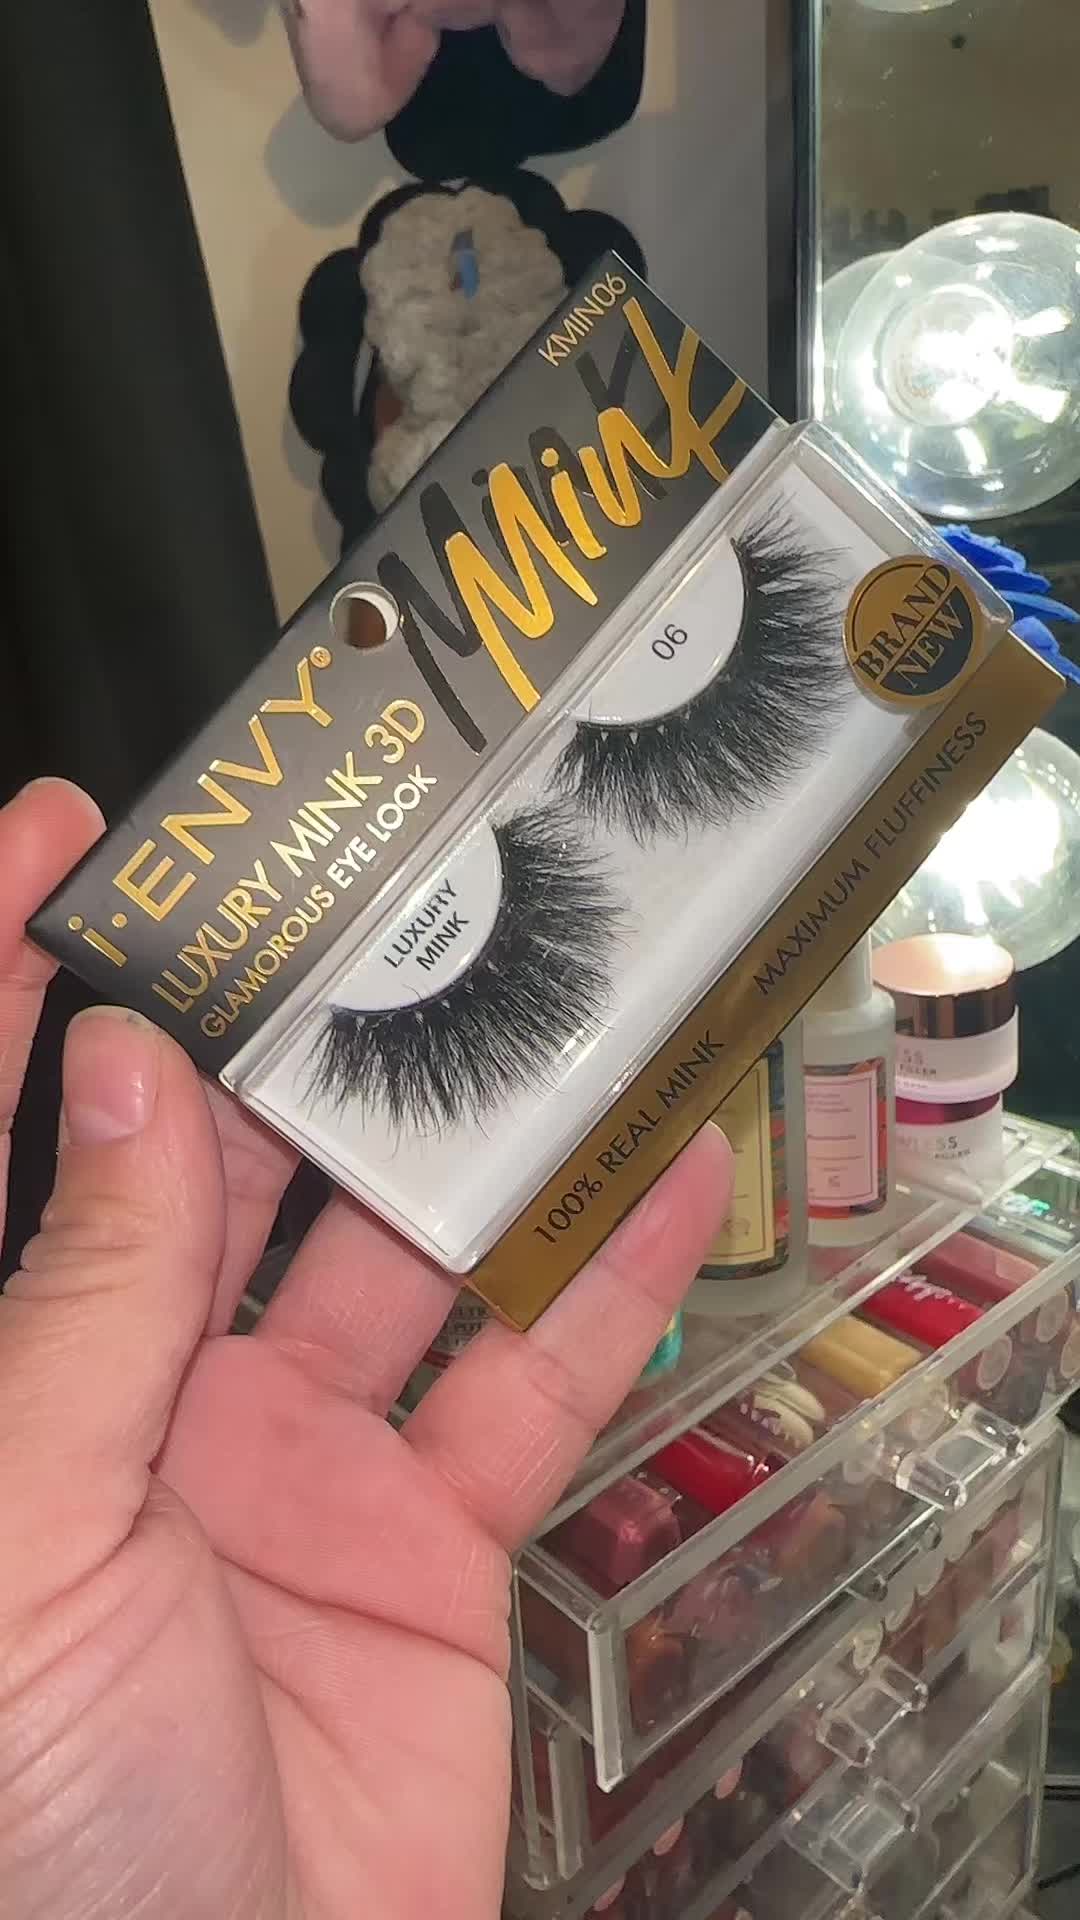 KMIN06
Mink
i·ENVY®
LUXURY MINK 3D
GLAMOROUS EYE LOOK
06
BRAND
NEW
LUXURY
MINK
100% REAL MINK
MAXIMUM FLUFFINESS